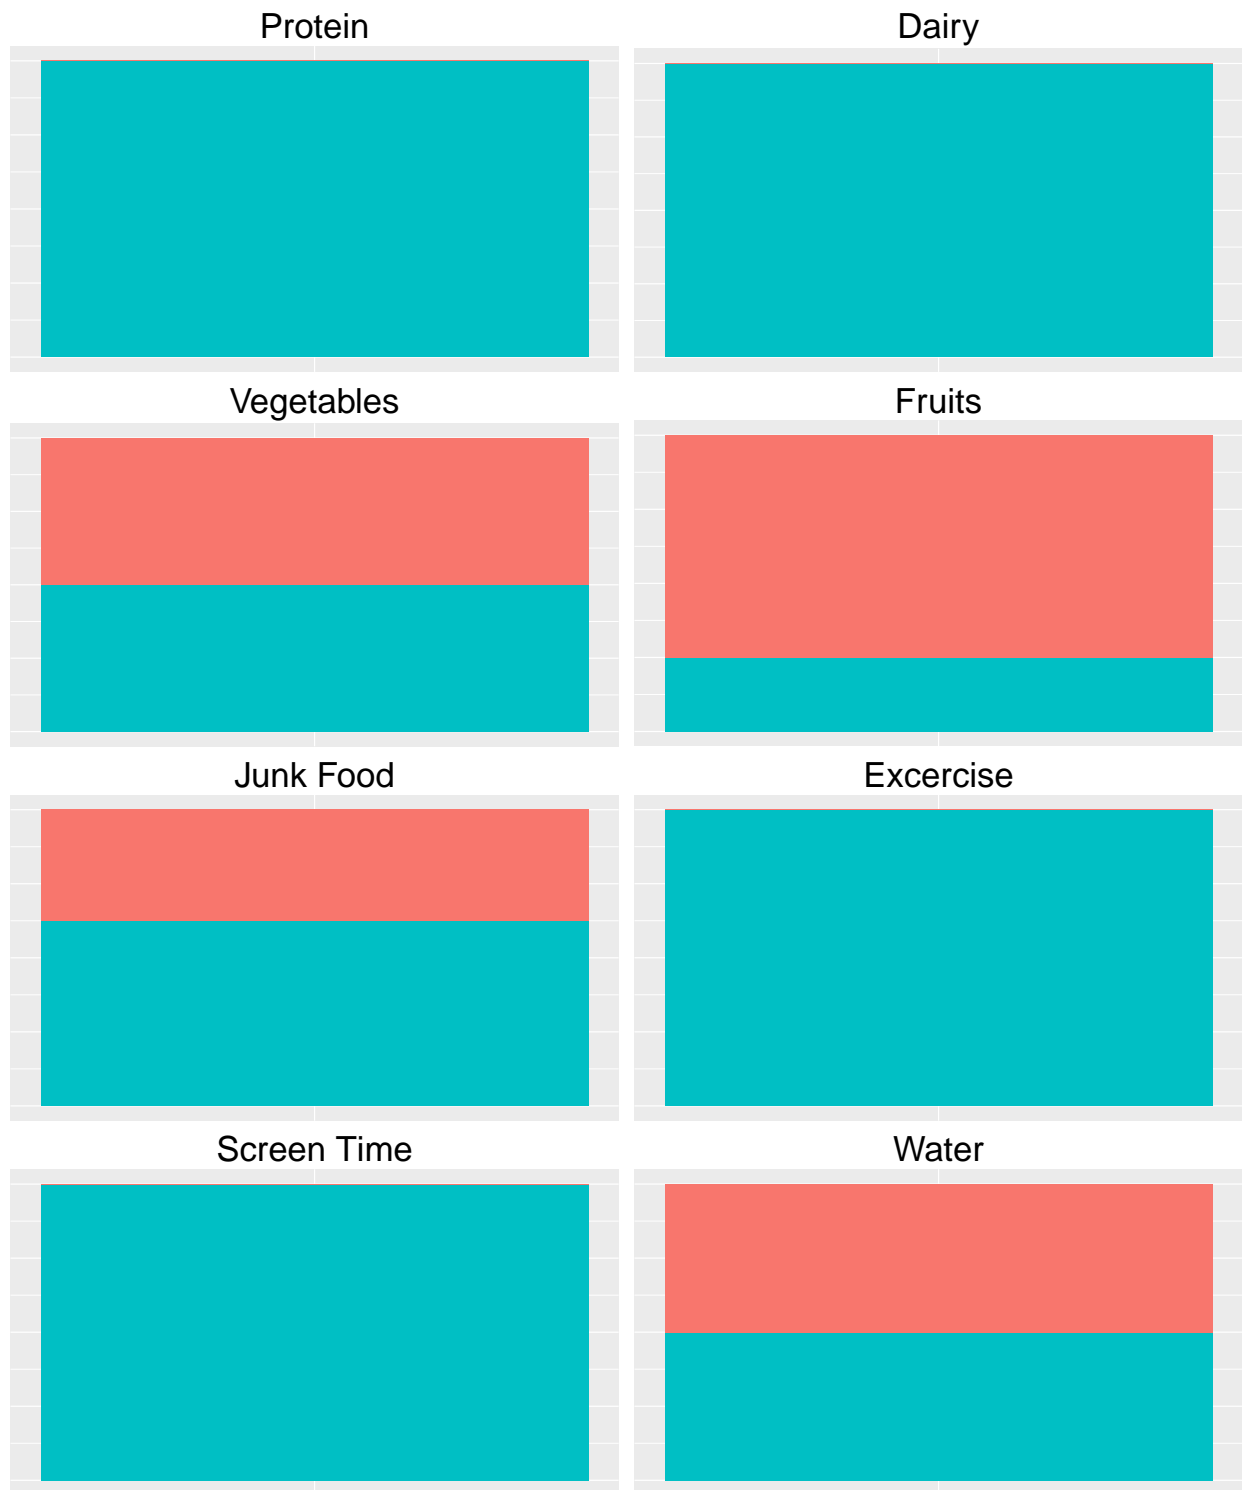 Protein
Dairy
Vegetables
Fruits
Junk Food
Excercise
Screen Time
Water